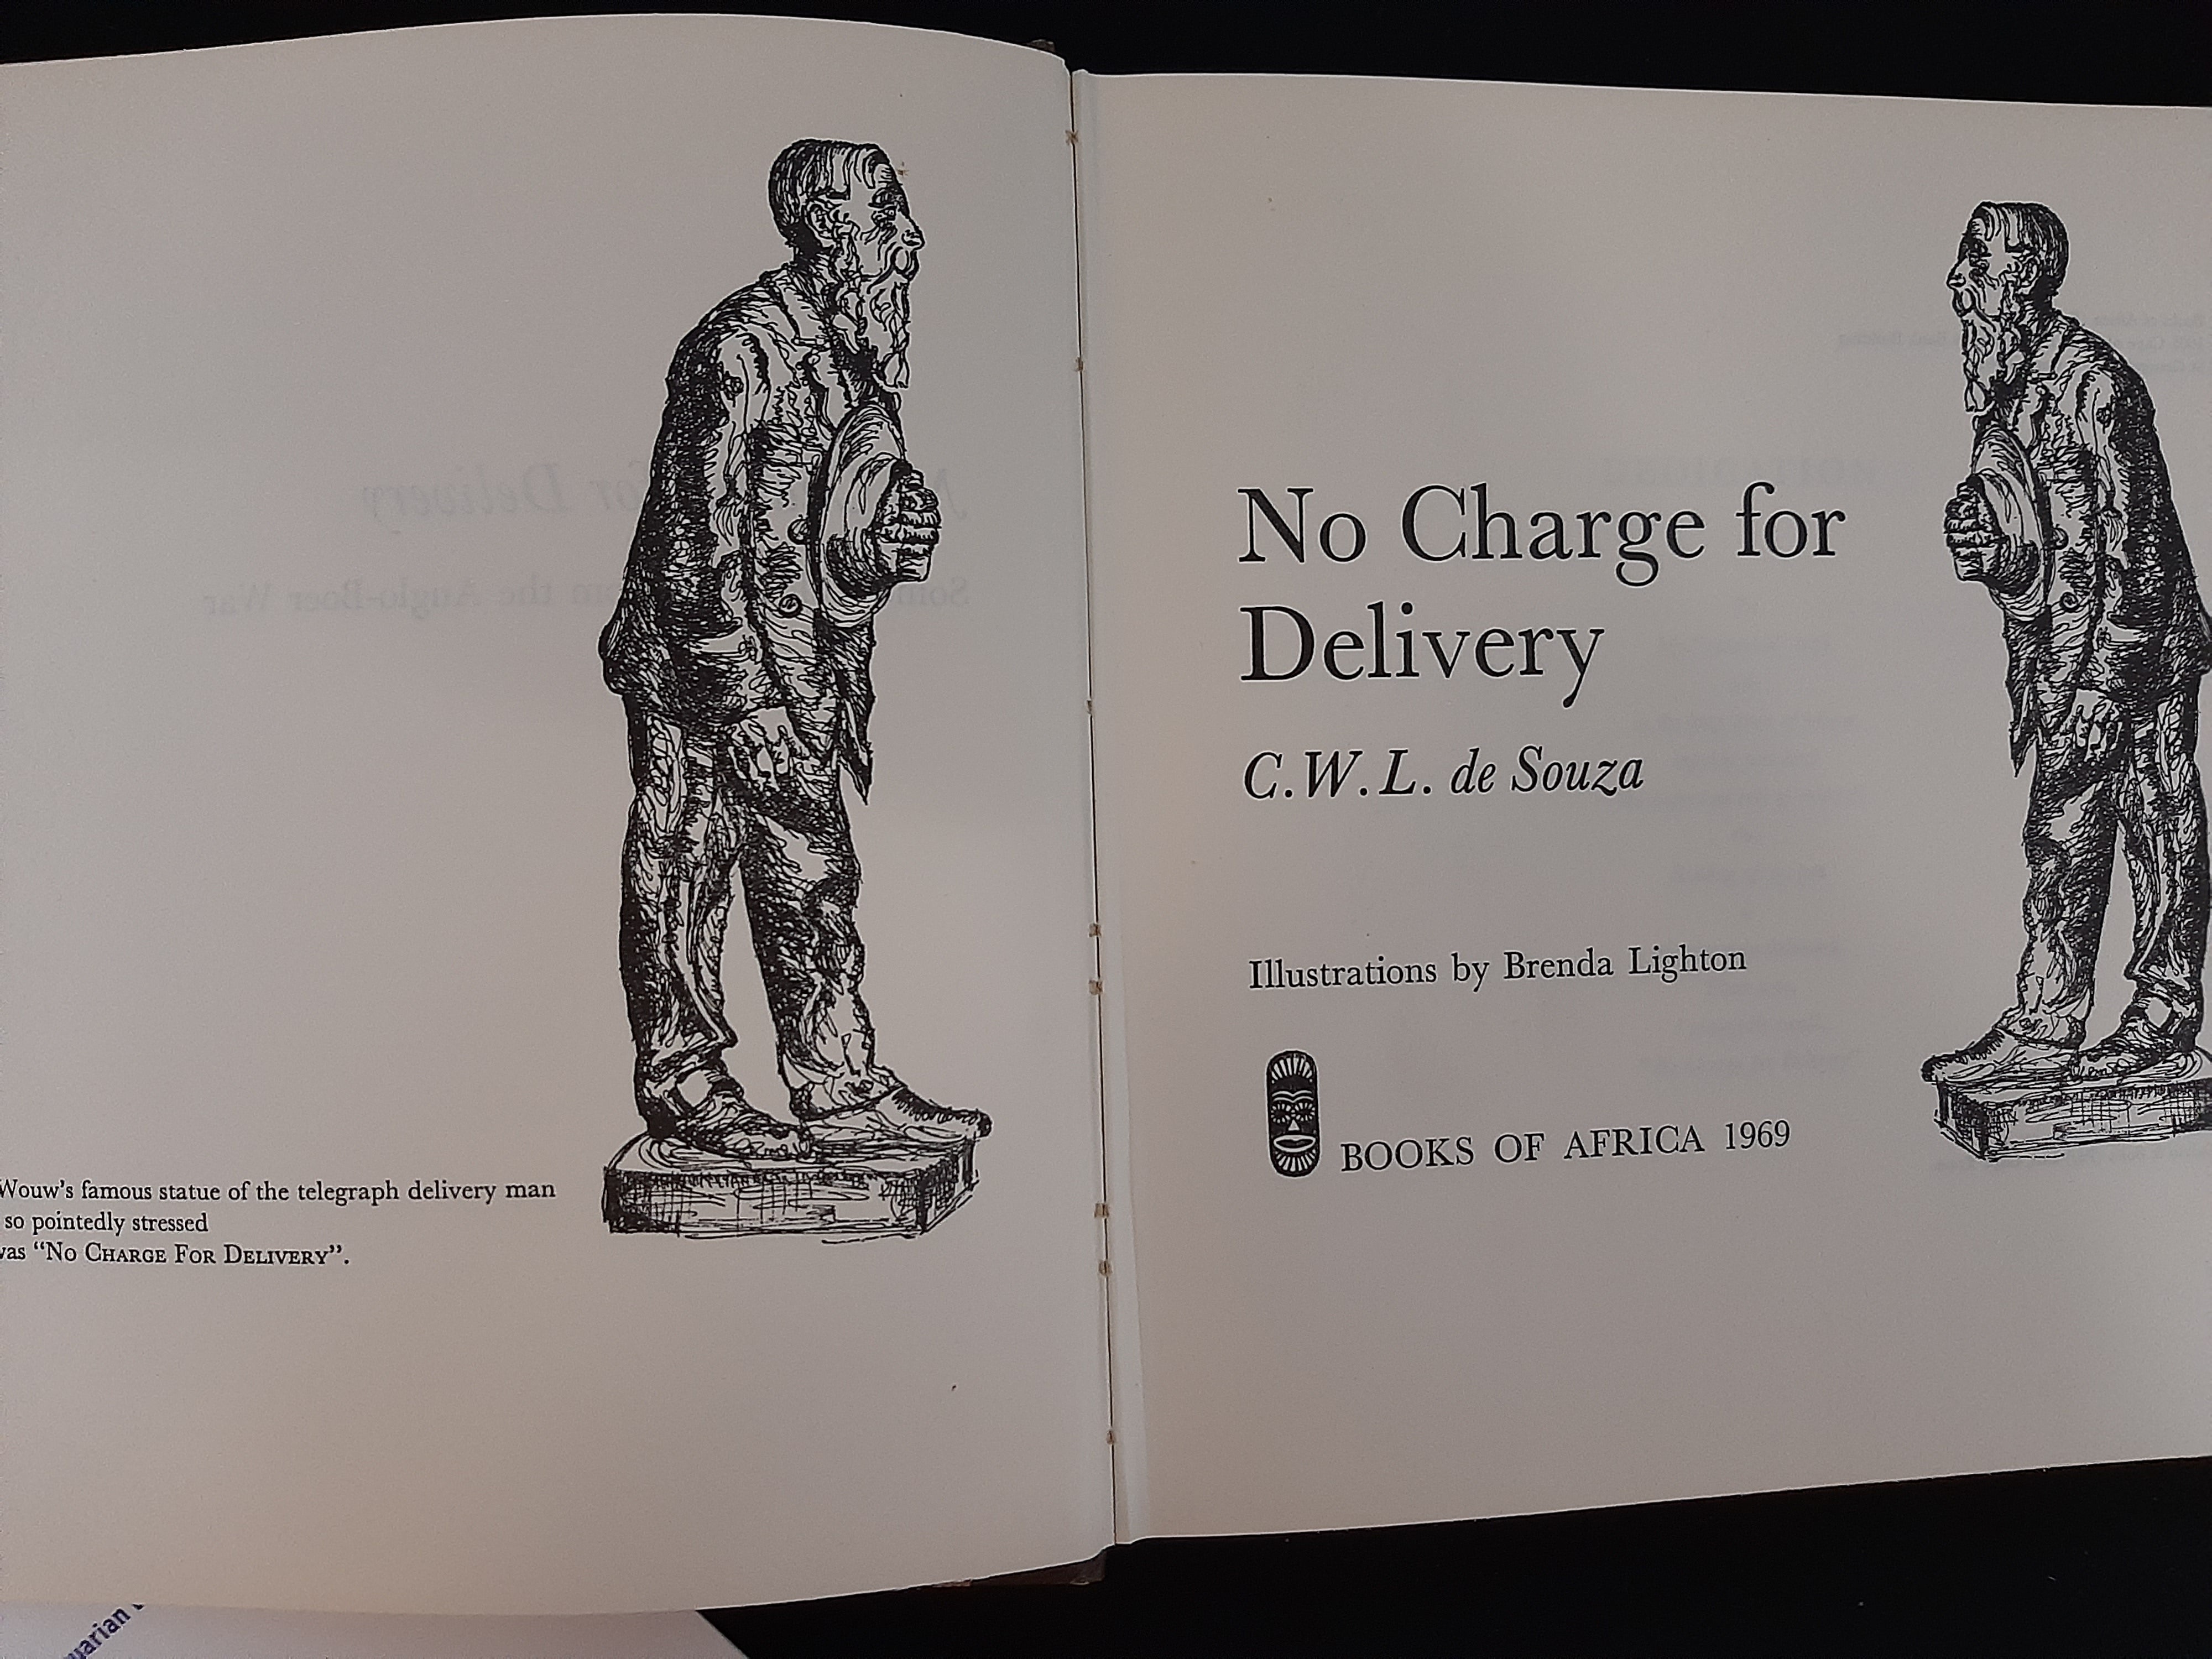 Wouw's famous statue of the telegraph delivery man
so pointedly stressed
was "No Charge For Delivery".
No Charge for
Delivery
C.W.L. de Souza
Illustrations by Brenda Lighton
BOOKS OF AFRICA 1969
uarian